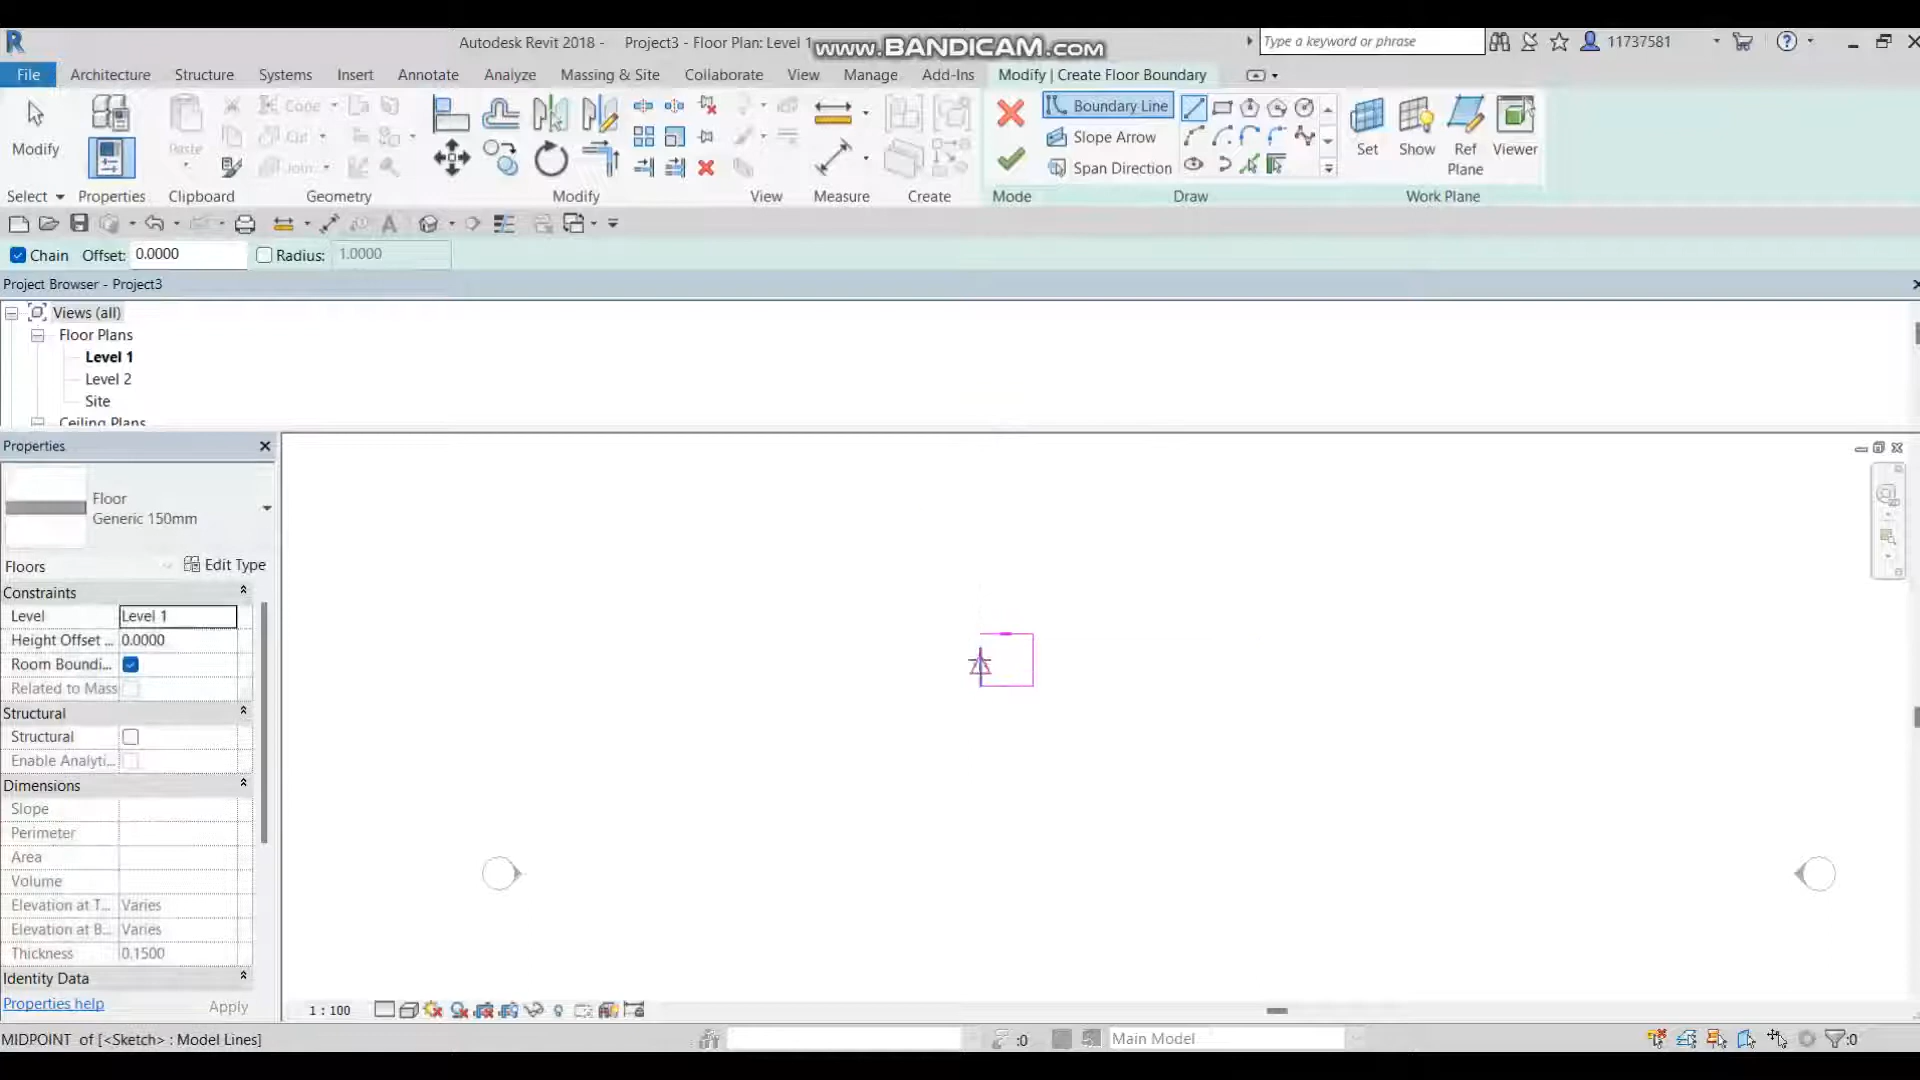 Autodesk Revit 2018 - Project3 - Floor Plan: Level 1
www.BANDICAM.com
Type a keyword or phrase
11737581
File Architecture Structure Systems Insert Annotate Analyze Massing & Site Collaborate View Manage Add-Ins Modify | Create Floor Boundary
Modify
Paste
Cope
Cut
Join
Boundary Line
Slope Arrow
Span Direction
Set
Show
Ref
Plane
Viewer
Select Properties Clipboard Geometry Modify View Measure Create Mode Draw Work Plane
Chain Offset: 0.0000 Radius: 1.0000
Project Browser - Project3
Views (all)
Floor Plans
Level 1
Level 2
Site
Ceiling Plans
Properties
Floor
Generic 150mm
Floors Edit Type
Constraints
Level Level 1
Height Offset ... 0.0000
Room Boundi...
Related to Mass
Structural
Structural
Enable Analyti...
Dimensions
Slope
Perimeter
Area
Volume
Elevation at T... Varies
Elevation at B... Varies
Thickness 0.1500
Identity Data
Properties help Apply
1 : 100
MIDPOINT of [<Sketch> : Model Lines]
:0
Main Model
:0